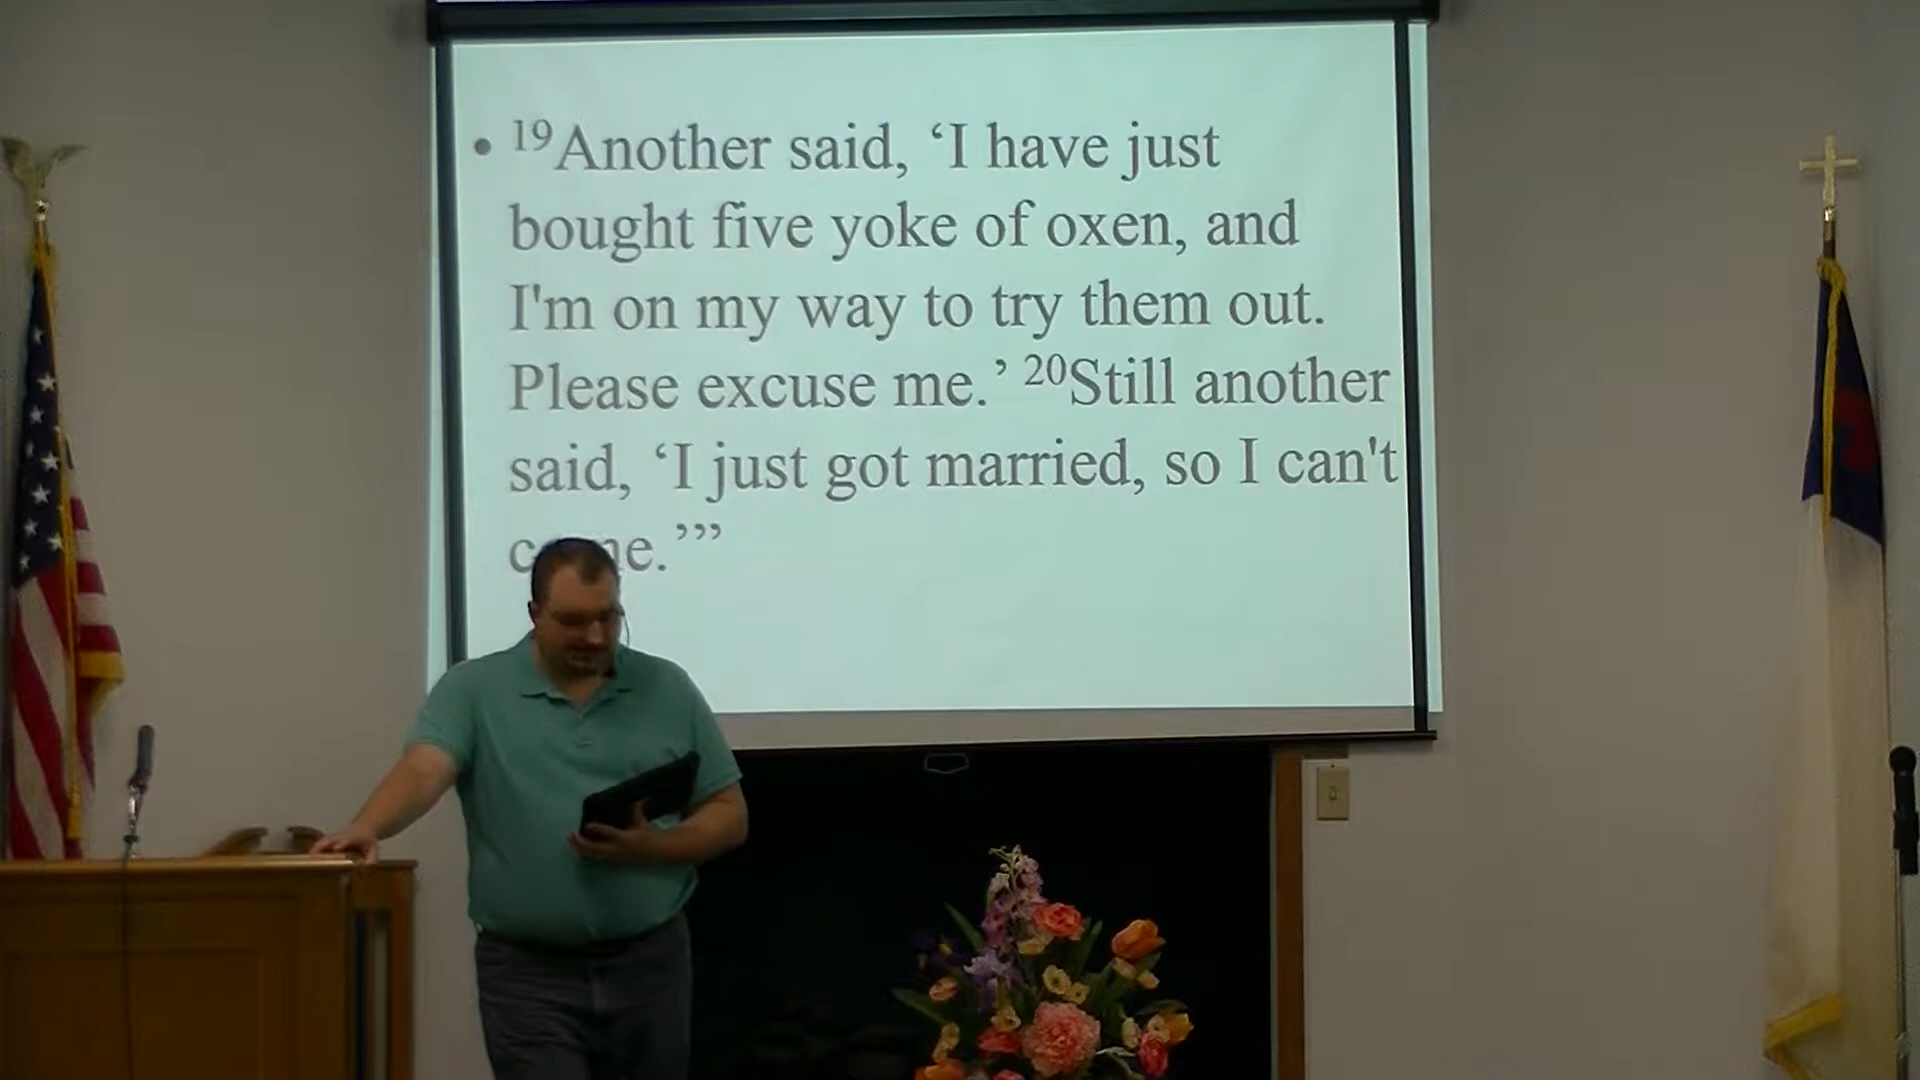 • ¹⁹Another said, ‘I have just
bought five yoke of oxen, and
I'm on my way to try them out.
Please excuse me.’ ²⁰Still another
said, ‘I just got married, so I can't